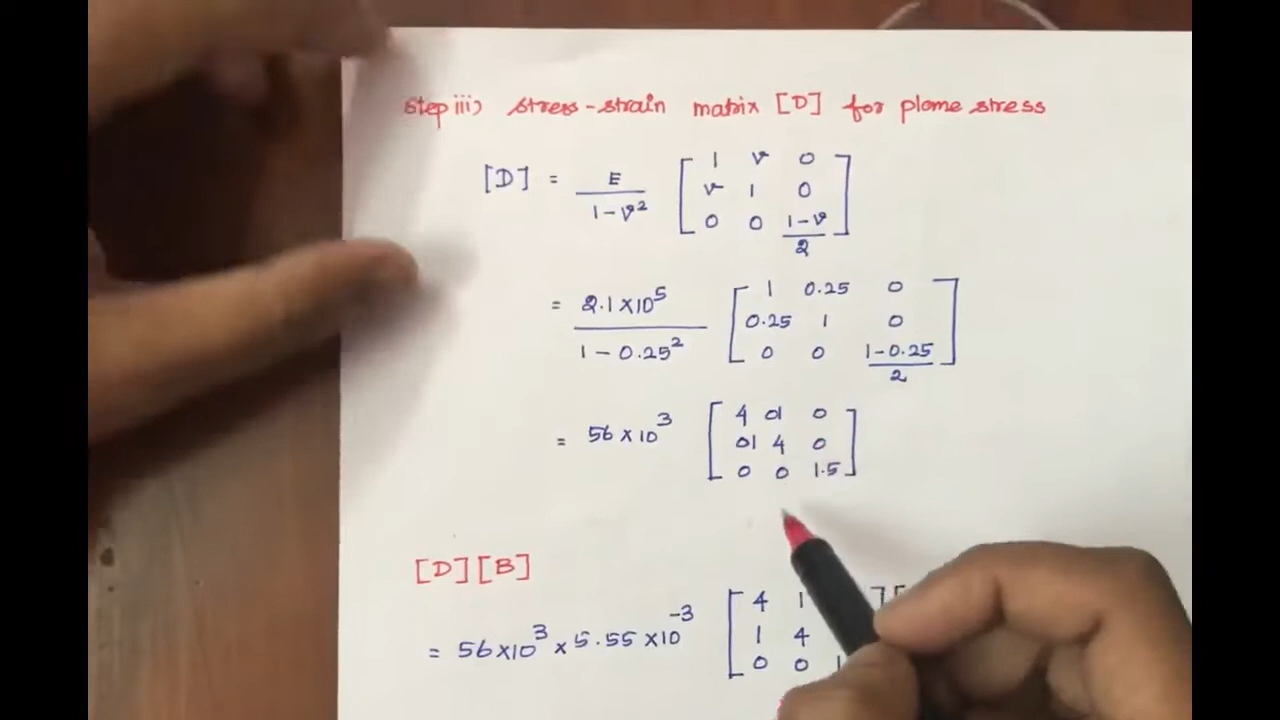 step iii) stress-strain matrix [D] for plane stress
[D] = E / 1-ν² [ 1 ν 0
ν 1 0
0 0 1-ν / 2 ]
= 2.1×10⁵ / 1-0.25² [ 1 0.25 0
0.25 1 0
0 0 1-0.25 / 2 ]
= 56×10³ [ 4 01 0
01 4 0
0 0 1.5 ]
[D][B]
= 56×10³×5.55×10⁻³ [ 4 1
1 4
0 0